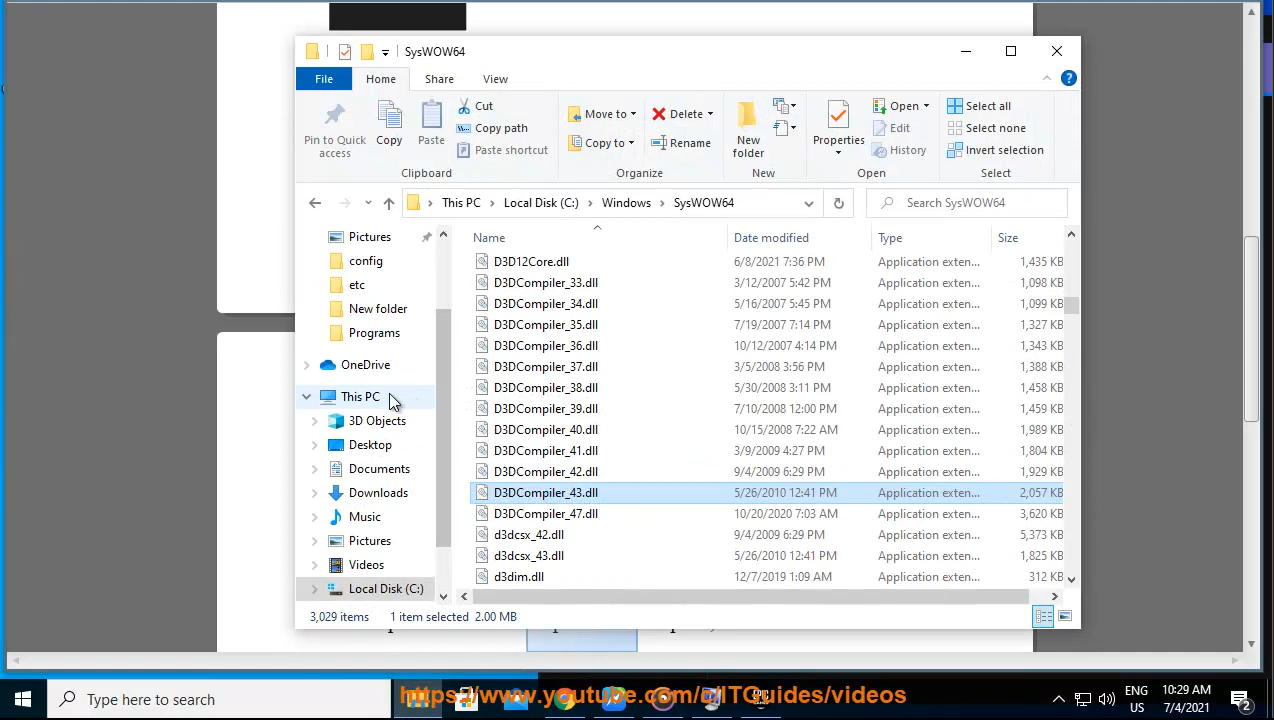 SysWOW64
File Home Share View
Pin to Quick access
Copy
Paste
Cut
Copy path
Paste shortcut
Clipboard
Move to
Copy to
Delete
Rename
Organize
New folder
New
Properties
Open
Edit
History
Open
Select all
Select none
Invert selection
Select
This PC Local Disk (C:) Windows SysWOW64
Search SysWOW64
Pictures
config
etc
New folder
Programs
OneDrive
This PC
3D Objects
Desktop
Documents
Downloads
Music
Pictures
Videos
Local Disk (C:)
Name Date modified Type Size
D3D12Core.dll 6/8/2021 7:36 PM Application exten... 1,435 KB
D3DCompiler_33.dll 3/12/2007 5:42 PM Application exten... 1,098 KB
D3DCompiler_34.dll 5/16/2007 5:45 PM Application exten... 1,099 KB
D3DCompiler_35.dll 7/19/2007 7:14 PM Application exten... 1,327 KB
D3DCompiler_36.dll 10/12/2007 4:14 PM Application exten... 1,343 KB
D3DCompiler_37.dll 3/5/2008 3:56 PM Application exten... 1,388 KB
D3DCompiler_38.dll 5/30/2008 3:11 PM Application exten... 1,458 KB
D3DCompiler_39.dll 7/10/2008 12:00 PM Application exten... 1,459 KB
D3DCompiler_40.dll 10/15/2008 7:22 AM Application exten... 1,989 KB
D3DCompiler_41.dll 3/9/2009 4:27 PM Application exten... 1,804 KB
D3DCompiler_42.dll 9/4/2009 6:29 PM Application exten... 1,929 KB
D3DCompiler_43.dll 5/26/2010 12:41 PM Application exten... 2,057 KB
D3DCompiler_47.dll 10/20/2020 7:03 AM Application exten... 3,620 KB
d3dcsx_42.dll 9/4/2009 6:29 PM Application exten... 5,373 KB
d3dcsx_43.dll 5/26/2010 12:41 PM Application exten... 1,825 KB
d3dim.dll 12/7/2019 1:09 AM Application exten... 312 KB
3,029 items 1 item selected 2.00 MB
Type here to search
https://www.youtube.com/c/ITGuides/videos
ENG
US
10:29 AM
7/4/2021
2